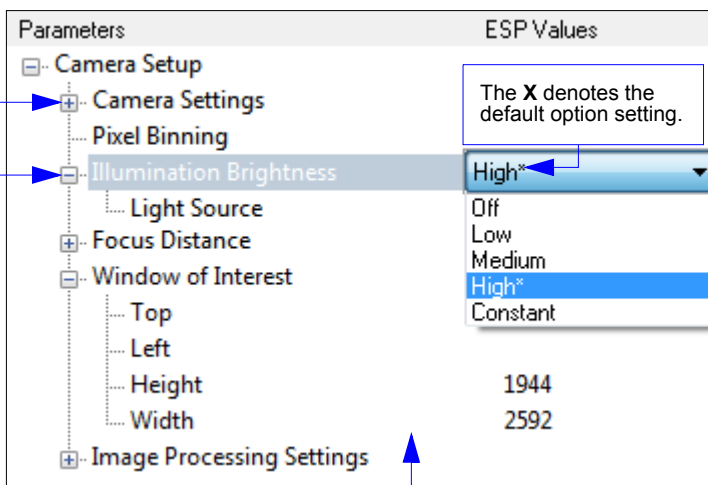 Parameters ESP Values
Camera Setup
Camera Settings
The X denotes the
default option setting.
Pixel Binning
Illumination Brightness High*
Light Source Off
Low
Focus Distance
Medium
Window of Interest High*
Top Constant
Left
Height 1944
Width 2592
Image Processing Settings